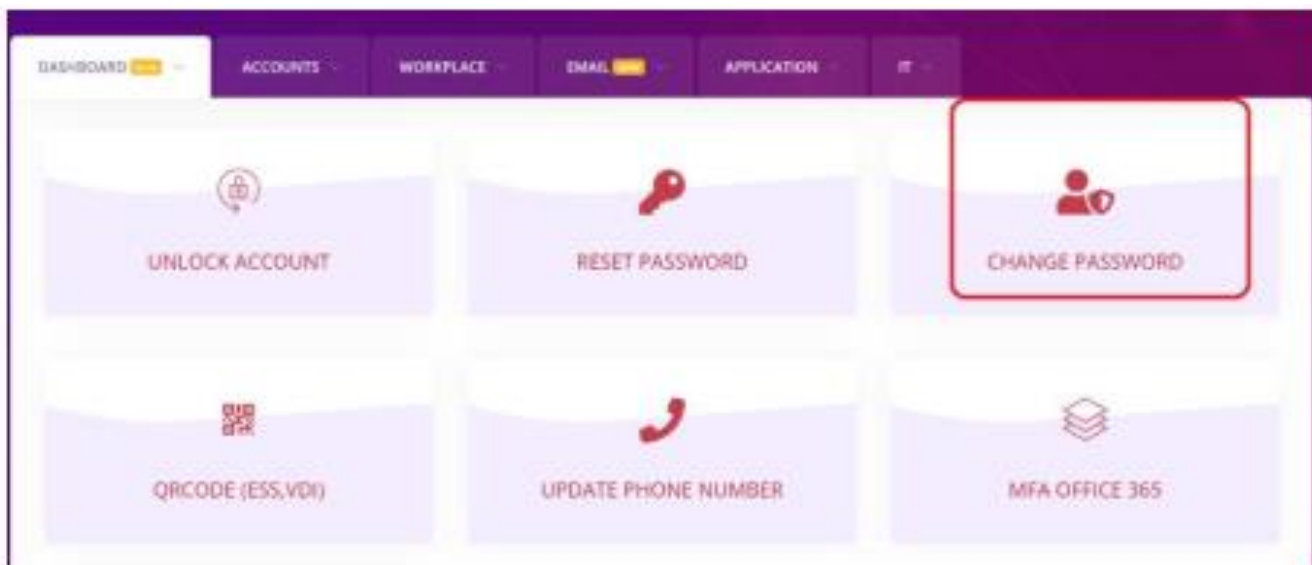 DASHBOARD
ACCOUNTS
WORKPLACE
EMAIL
APPLICATION
IT
UNLOCK ACCOUNT
RESET PASSWORD
CHANGE PASSWORD
QRCODE (ESS,VDI)
UPDATE PHONE NUMBER
MFA OFFICE 365